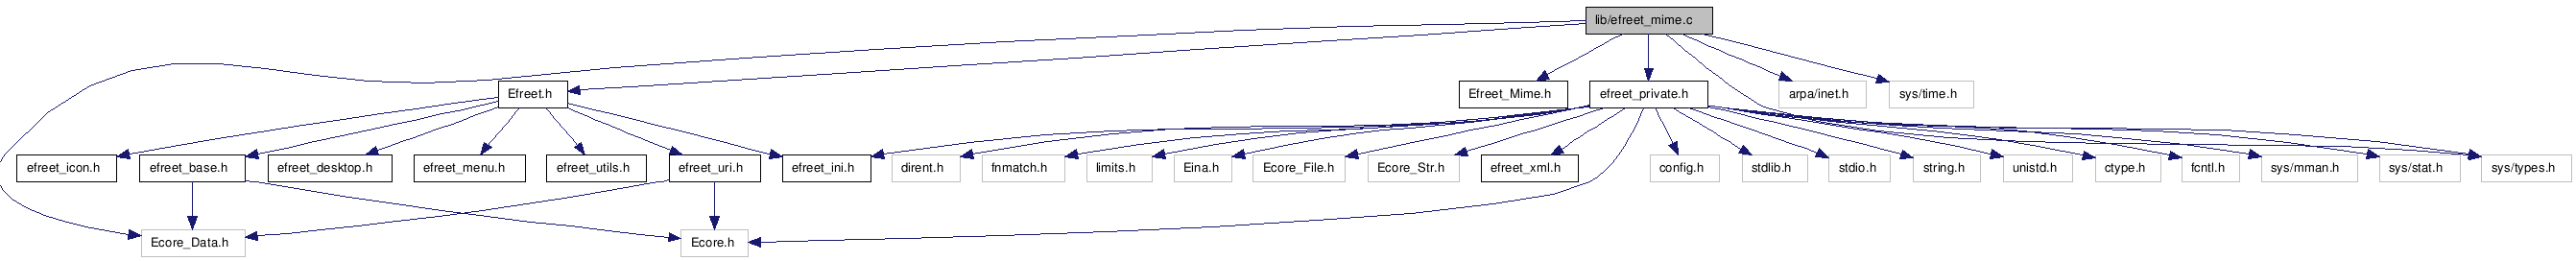 lib/efreet_mime.c
Efreet.h
Efreet_Mime.h
efreet_private.h
arpa/inet.h
sys/time.h
efreet_icon.h
efreet_base.h
efreet_desktop.h
efreet_menu.h
efreet_utils.h
efreet_uri.h
efreet_ini.h
dirent.h
fnmatch.h
limits.h
Eina.h
Ecore_File.h
Ecore_Str.h
efreet_xml.h
config.h
stdlib.h
stdio.h
string.h
unistd.h
ctype.h
fcntl.h
sys/mman.h
sys/stat.h
sys/types.h
Ecore_Data.h
Ecore.h